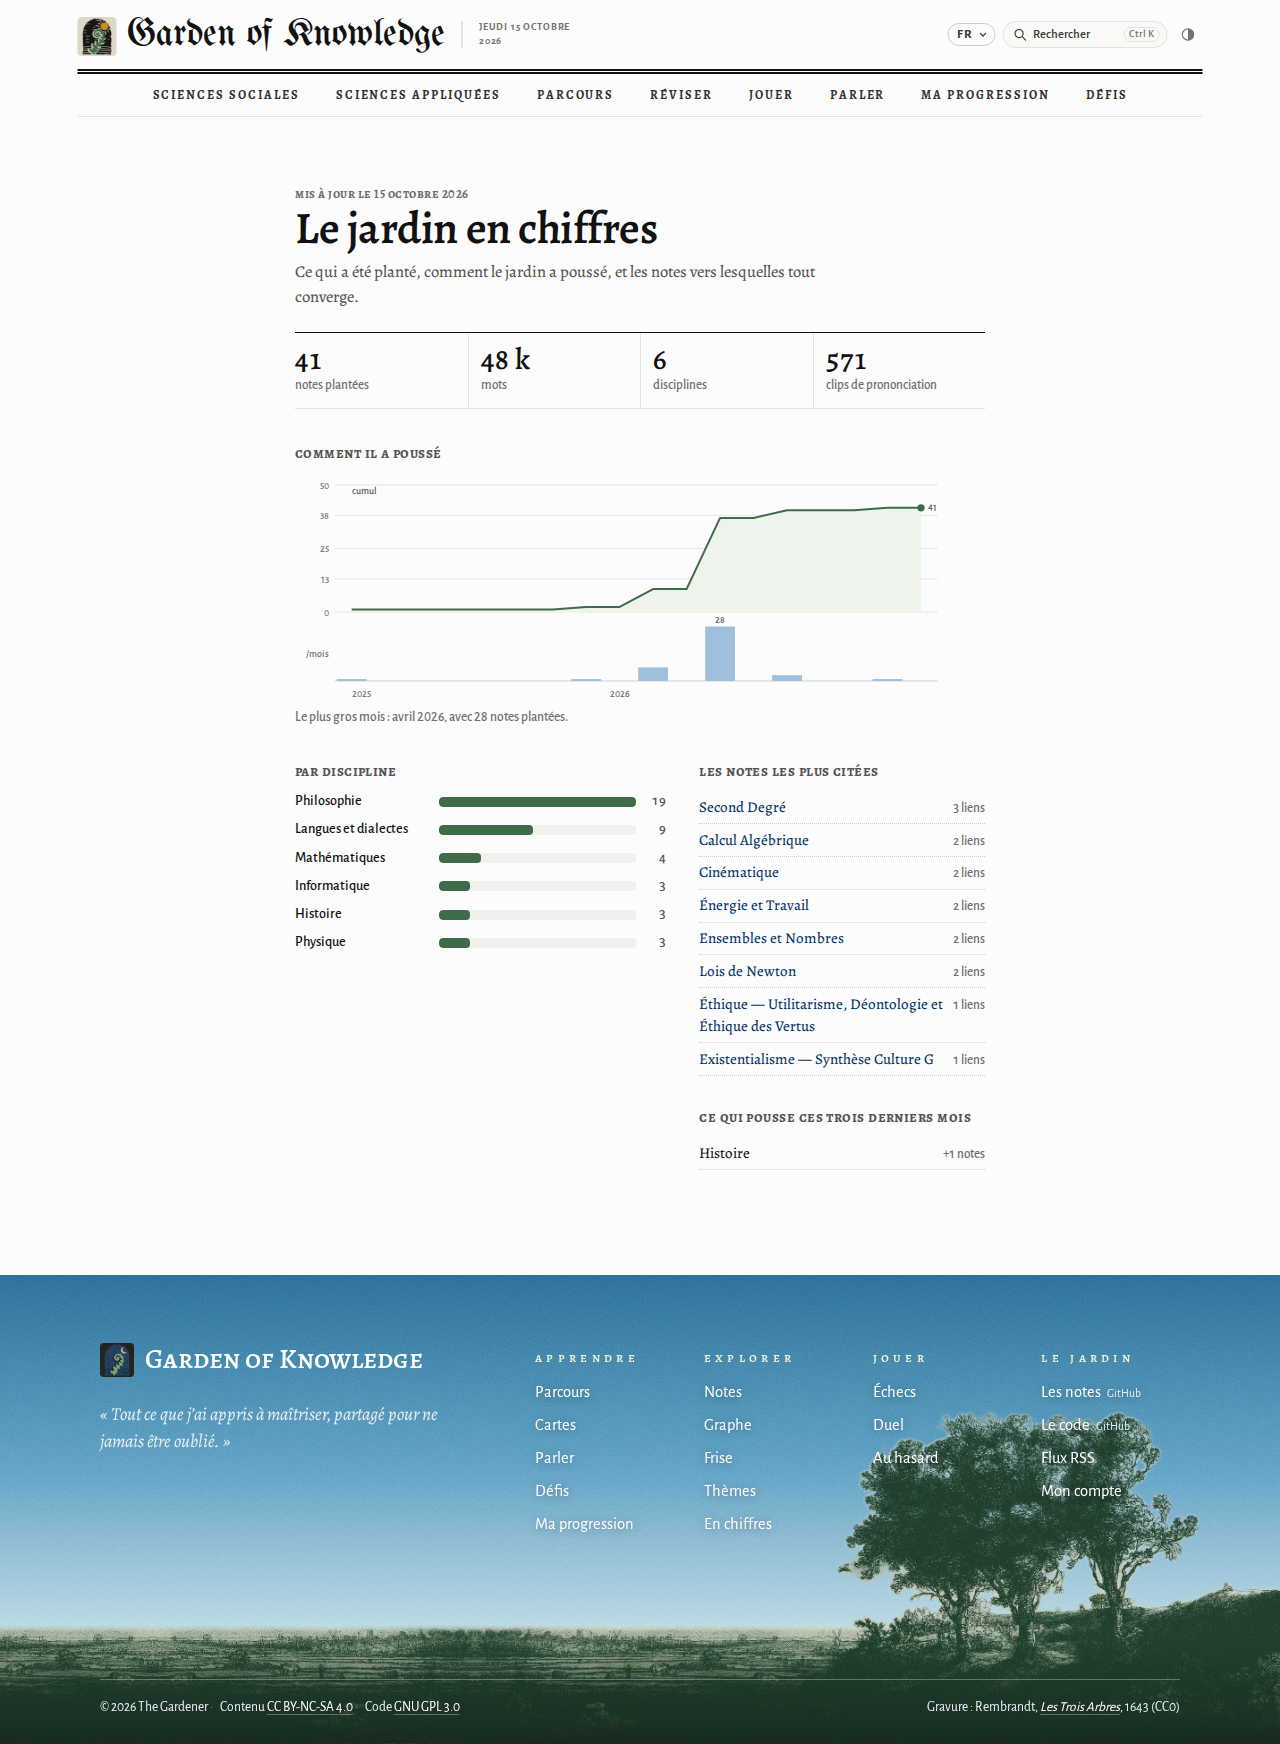 Garden of Knowledge
JEUDI 15 OCTOBRE
2026
FR
Rechercher
Ctrl K
SCIENCES SOCIALES
SCIENCES APPLIQUÉES
PARCOURS
RÉVISER
JOUER
PARLER
MA PROGRESSION
DÉFIS
MIS À JOUR LE 15 OCTOBRE 2026
Le jardin en chiffres
Ce qui a été planté, comment le jardin a poussé, et les notes vers lesquelles tout
converge.
41
notes plantées
48 k
mots
6
disciplines
571
clips de prononciation
COMMENT IL A POUSSÉ
50
cumul
38
25
13
0
41
28
/mois
2025
2026
Le plus gros mois : avril 2026, avec 28 notes plantées.
PAR DISCIPLINE
Philosophie 19
Langues et dialectes 9
Mathématiques 4
Informatique 3
Histoire 3
Physique 3
LES NOTES LES PLUS CITÉES
Second Degré 3 liens
Calcul Algébrique 2 liens
Cinématique 2 liens
Énergie et Travail 2 liens
Ensembles et Nombres 2 liens
Lois de Newton 2 liens
Éthique — Utilitarisme, Déontologie et 1 liens
Éthique des Vertus
Existentialisme — Synthèse Culture G 1 liens
CE QUI POUSSE CES TROIS DERNIERS MOIS
Histoire +1 notes
GARDEN OF KNOWLEDGE
« Tout ce que j'ai appris à maîtriser, partagé pour ne
jamais être oublié. »
APPRENDRE
Parcours
Cartes
Parler
Défis
Ma progression
EXPLORER
Notes
Graphe
Frise
Thèmes
En chiffres
JOUER
Échecs
Duel
Au hasard
LE JARDIN
Les notes GitHub
Le code GitHub
Flux RSS
Mon compte
© 2026 The Gardener · Contenu CC BY-NC-SA 4.0 · Code GNU GPL 3.0
Gravure : Rembrandt, Les Trois Arbres, 1643 (CC0)